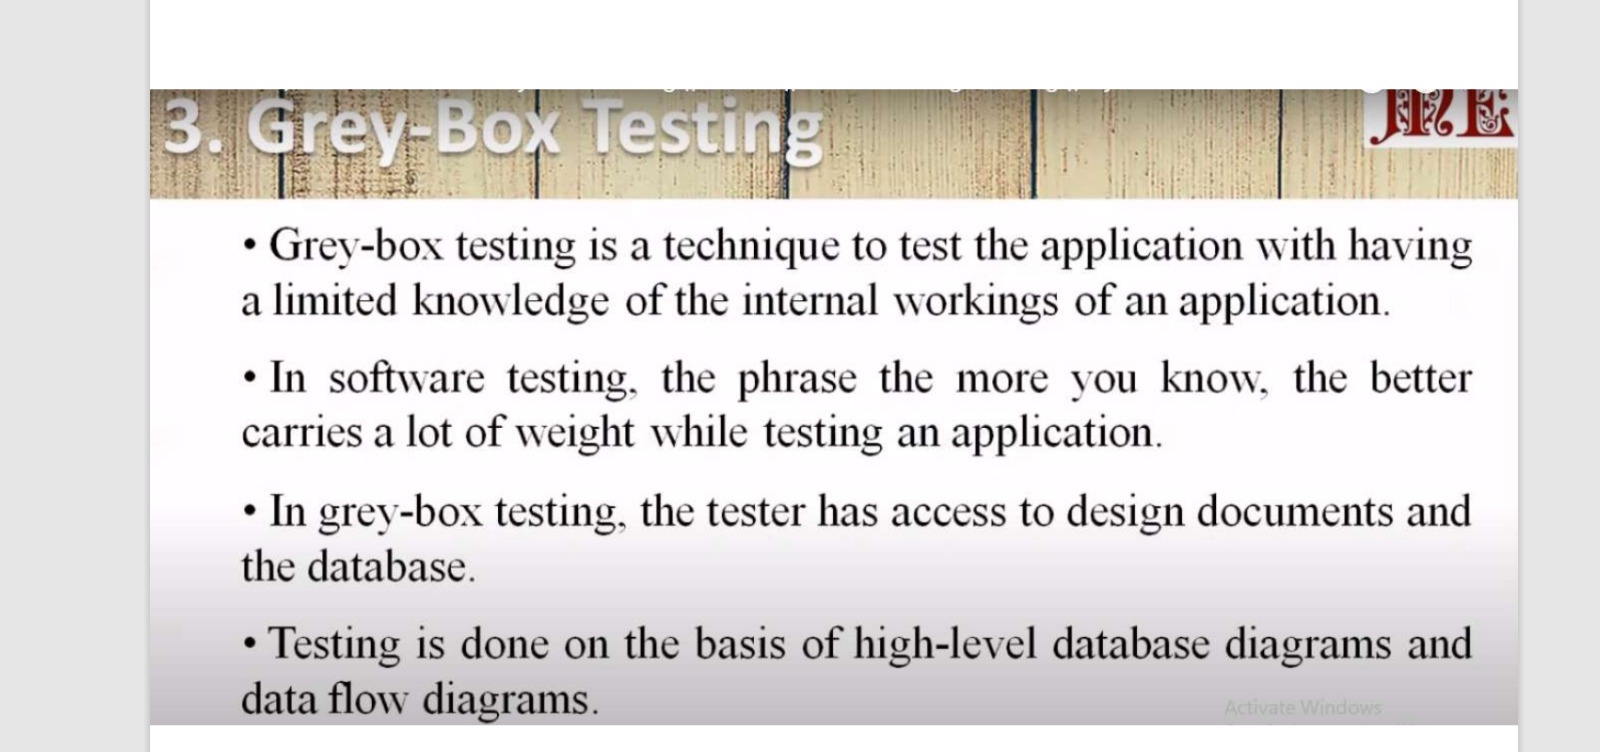 3. Grey-Box Testing
• Grey-box testing is a technique to test the application with having
a limited knowledge of the internal workings of an application.
• In software testing, the phrase the more you know, the better
carries a lot of weight while testing an application.
• In grey-box testing, the tester has access to design documents and
the database.
• Testing is done on the basis of high-level database diagrams and
data flow diagrams.
Activate Windows